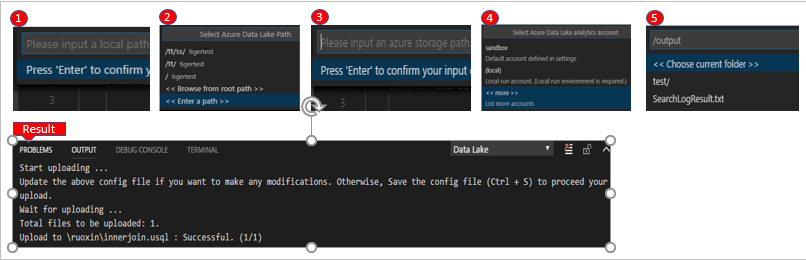 1
Please input a local path
Press 'Enter' to confirm y
3
2
Select Azure Data Lake Path
/tt/ss/ tigertest
/tt/ tigertest
/ tigertest
<< Browse from root path >>
<< Enter a path >>
3
Please input an azure storage path.
Press 'Enter' to confirm your input o
3
4
Select Azure Data Lake analytics account
sandbox
Default account defined in settings
(local)
Local run account. (Local run environment is required.)
<< more >>
List more accounts
5
/output
<< Choose current folder >>
test/
SearchLogResult.txt
Result
PROBLEMS OUTPUT DEBUG CONSOLE TERMINAL Data Lake
Start uploading ...
Update the above config file if you want to make any modifications. Otherwise, Save the config file (Ctrl + S) to proceed your
upload.
Wait for uploading ...
Total files to be uploaded: 1.
Upload to \ruoxin\innerjoin.usql : Successful. (1/1)